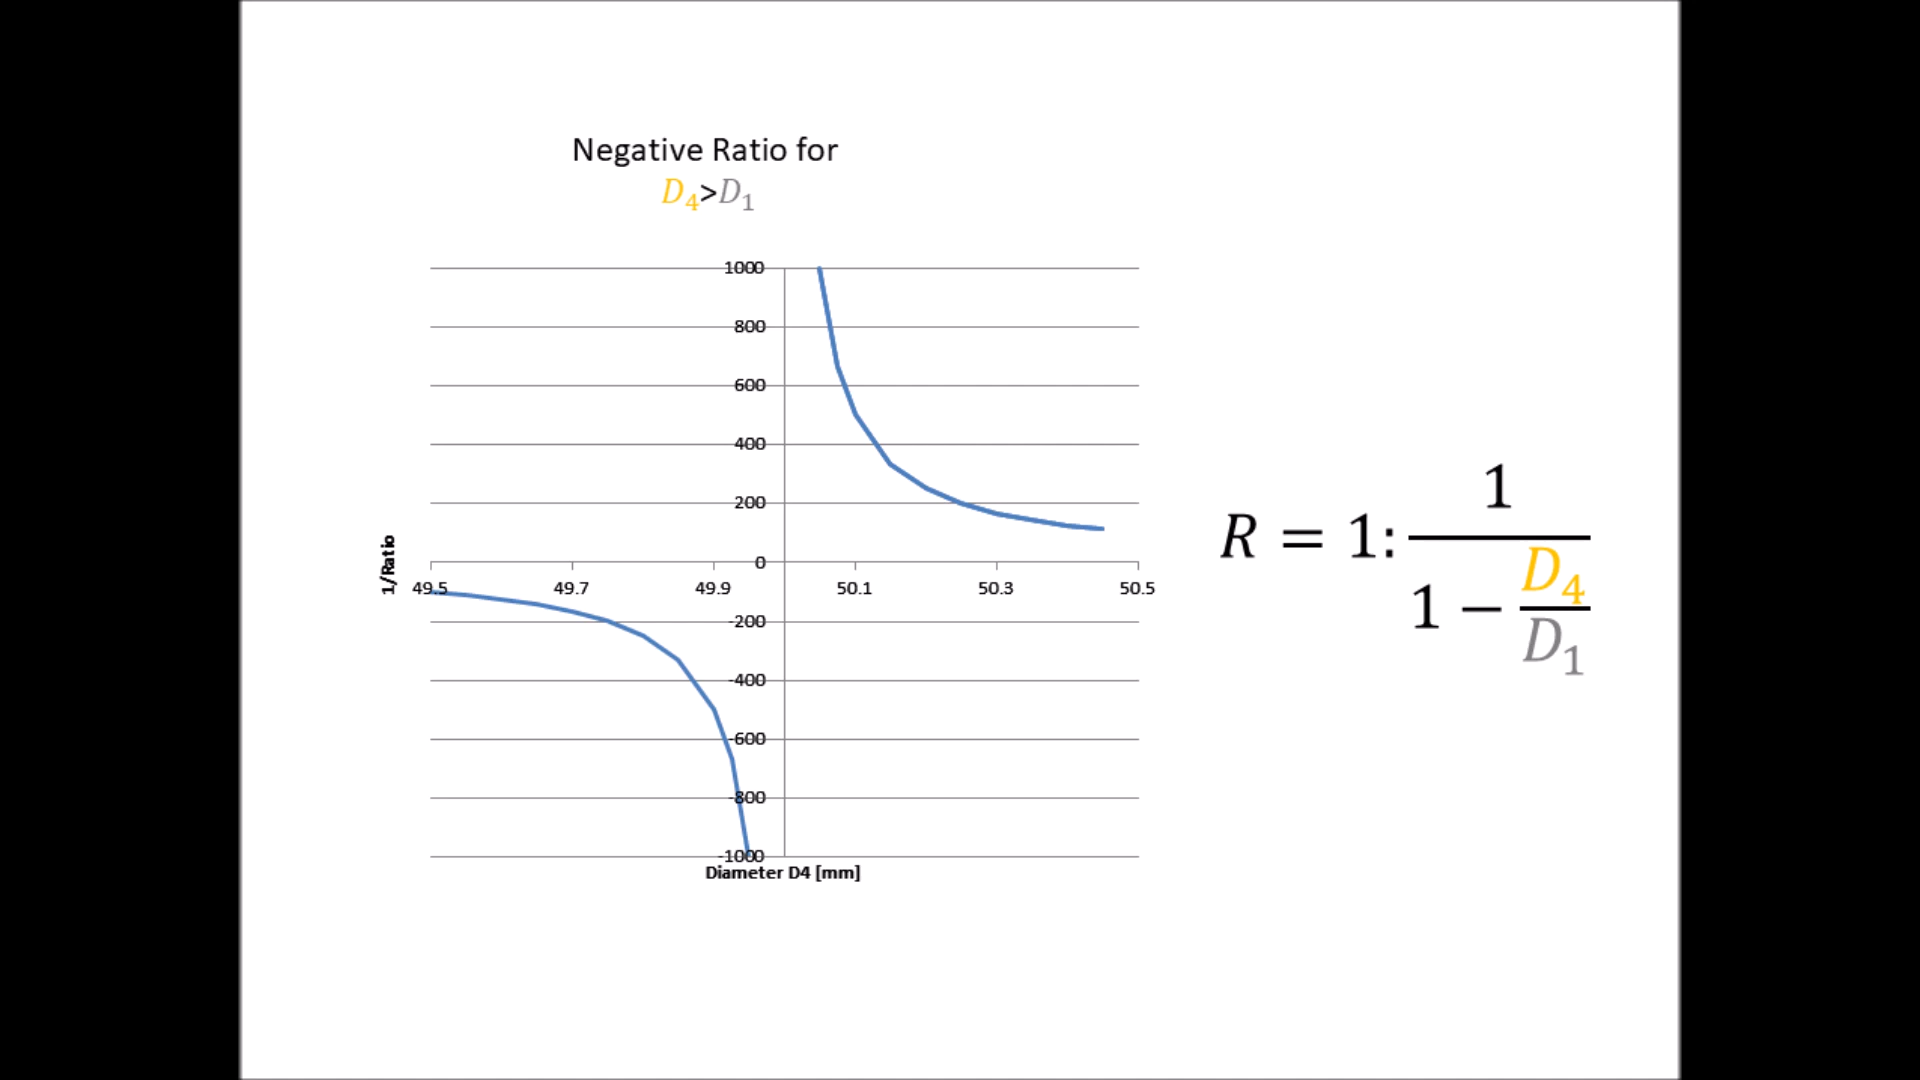 Negative Ratio for
D₄>D₁
1000
800
600
400
200
0
-200
-400
-600
-800
-1000
49.5 49.7 49.9 50.1 50.3 50.5
1/Ratio
Diameter D4 [mm]
R = 1:
1
1 − D₄
D₁